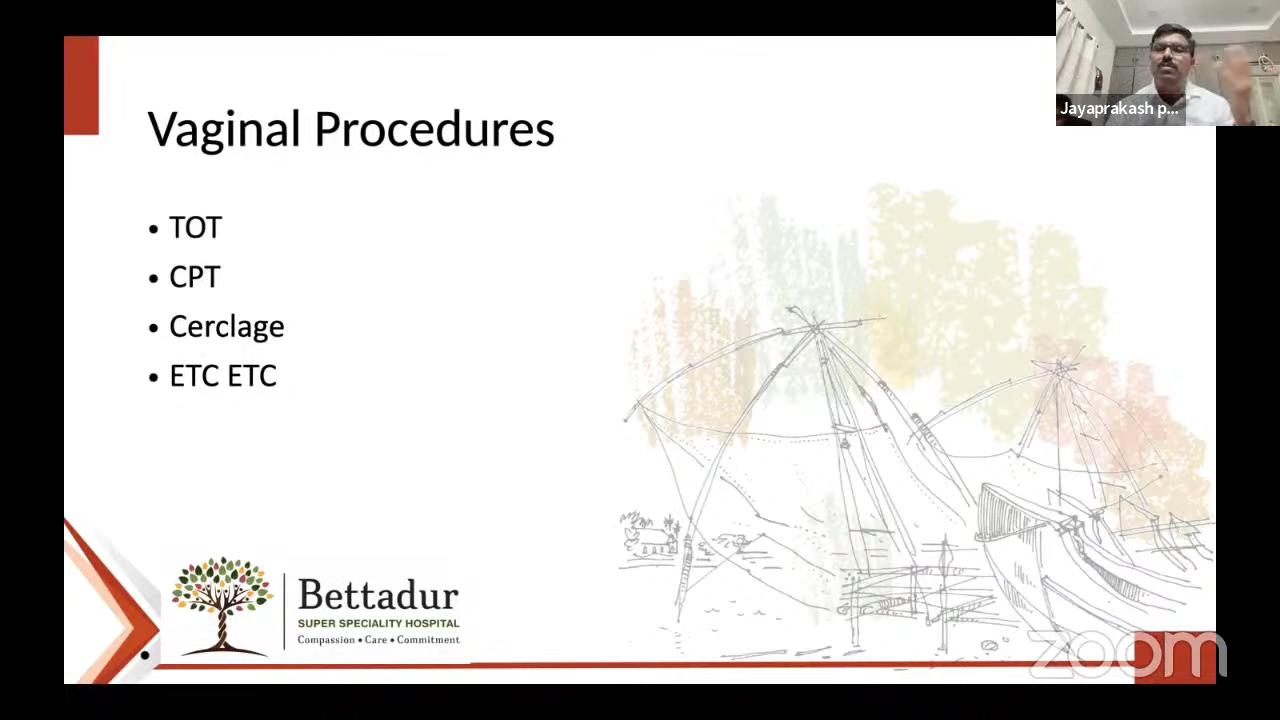 Jayaprakash p...
Vaginal Procedures
• TOT
• CPT
• Cerclage
• ETC ETC
Bettadur
SUPER SPECIALITY HOSPITAL
Compassion • Care • Commitment
zoom